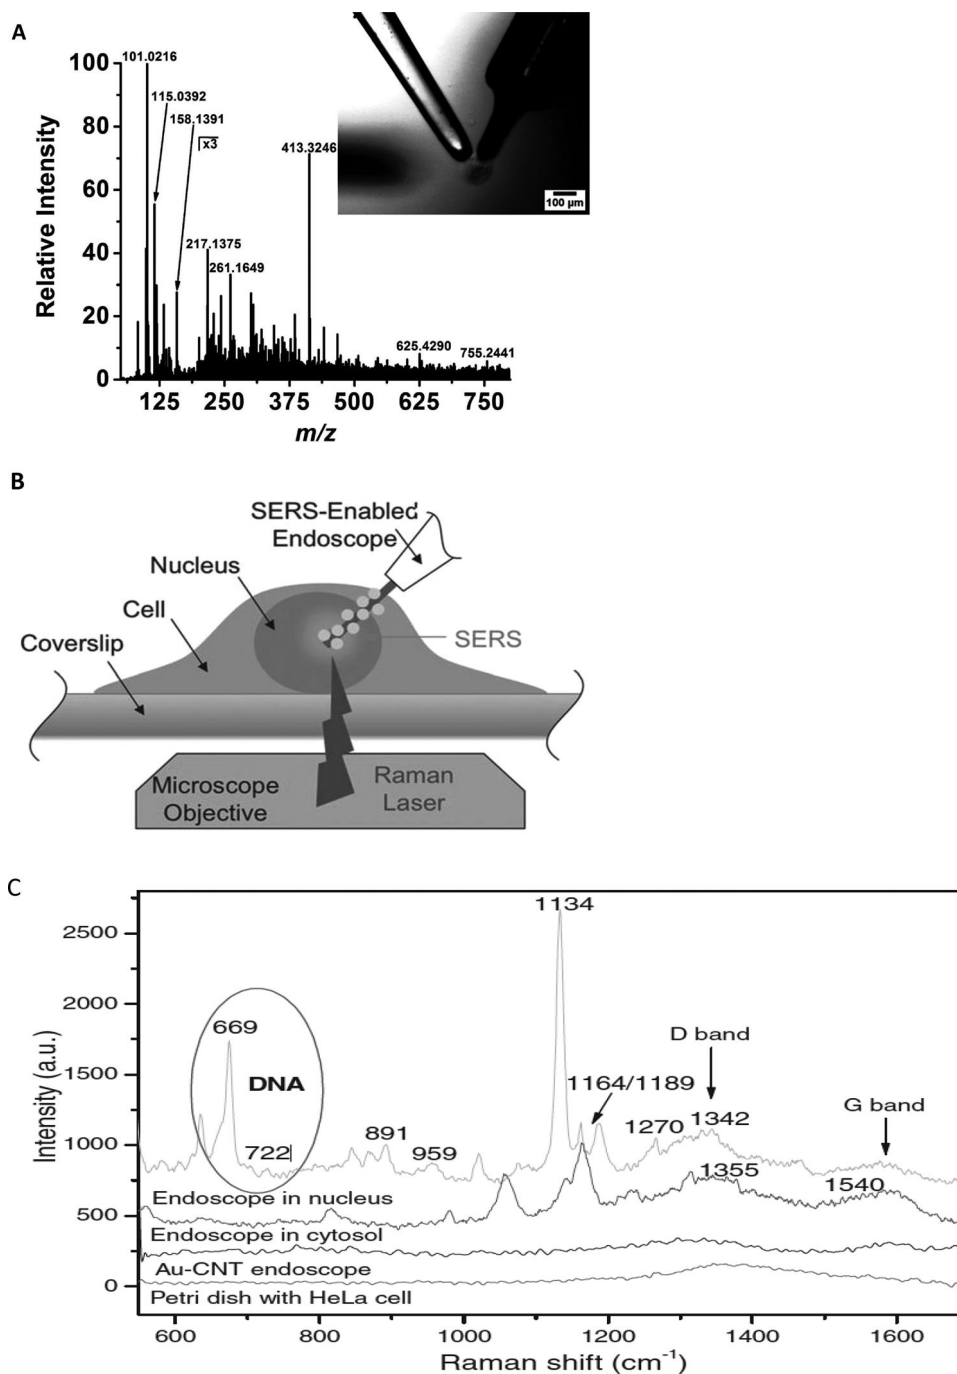 A
101.0216
115.0392
158.1391
x3
413.3246
217.1375
261.1649
625.4290
755.2441
100
80
60
40
20
0
Relative Intensity
125 250 375 500 625 750
m/z
100 µm
B
SERS-Enabled
Endoscope
Nucleus
Cell
SERS
Coverslip
Microscope
Objective
Raman
Laser
C
1134
2500
2000
1500
1000
500
0
Intensity (a.u.)
669
DNA
722
D band
1164/1189
G band
891
959
1270
1342
1355
1540
Endoscope in nucleus
Endoscope in cytosol
Au-CNT endoscope
Petri dish with HeLa cell
600 800 1000 1200 1400 1600
Raman shift (cm⁻¹)